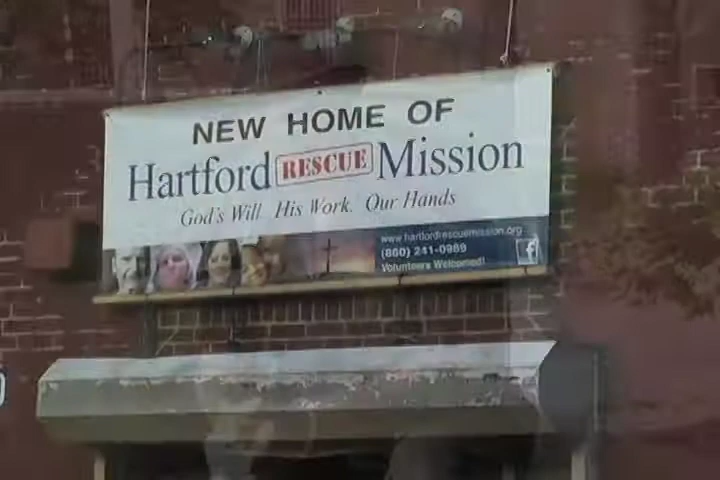 NEW HOME OF
Hartford RESCUE Mission
God's Will. His Work. Our Hands
www.hartfordrescuemission.org
(860) 241-0969
Volunteers Welcomed!
f